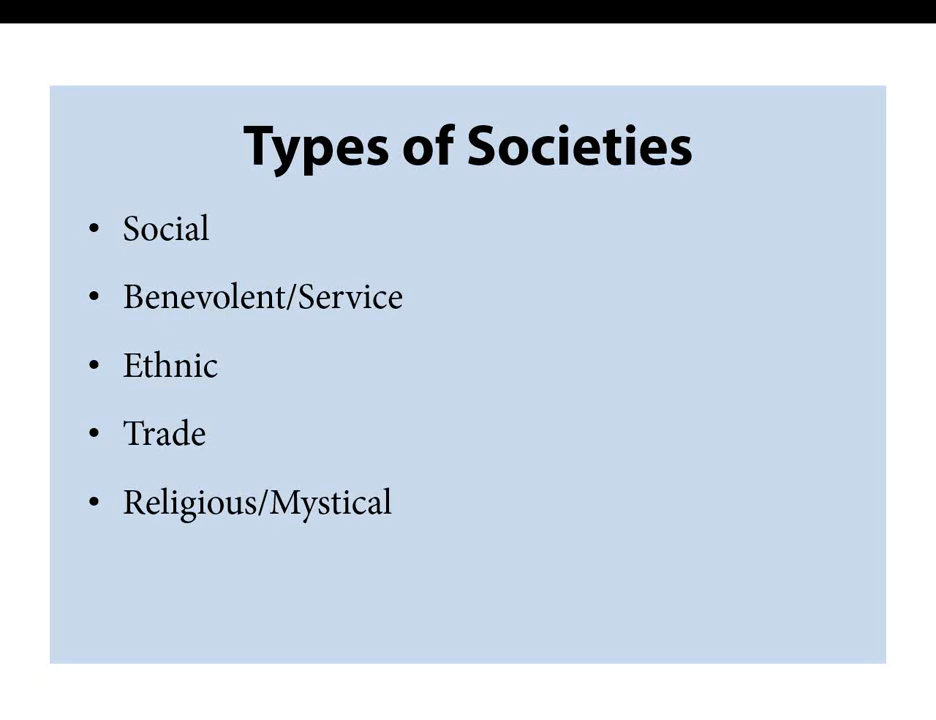 Types of Societies
• Social
• Benevolent/Service
• Ethnic
• Trade
• Religious/Mystical